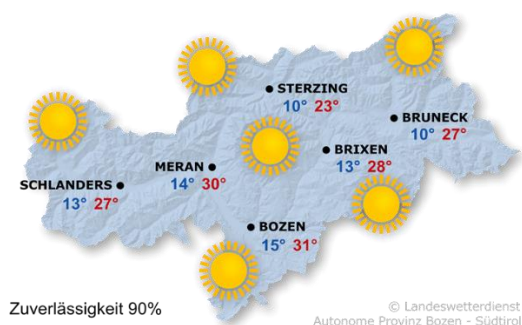 STERZING
10° 23°
BRUNECK
10° 27°
BRIXEN
13° 28°
MERAN
14° 30°
SCHLANDERS
13° 27°
BOZEN
15° 31°
Zuverlässigkeit 90%
© Landeswetterdienst
Autonome Provinz Bozen - Südtirol